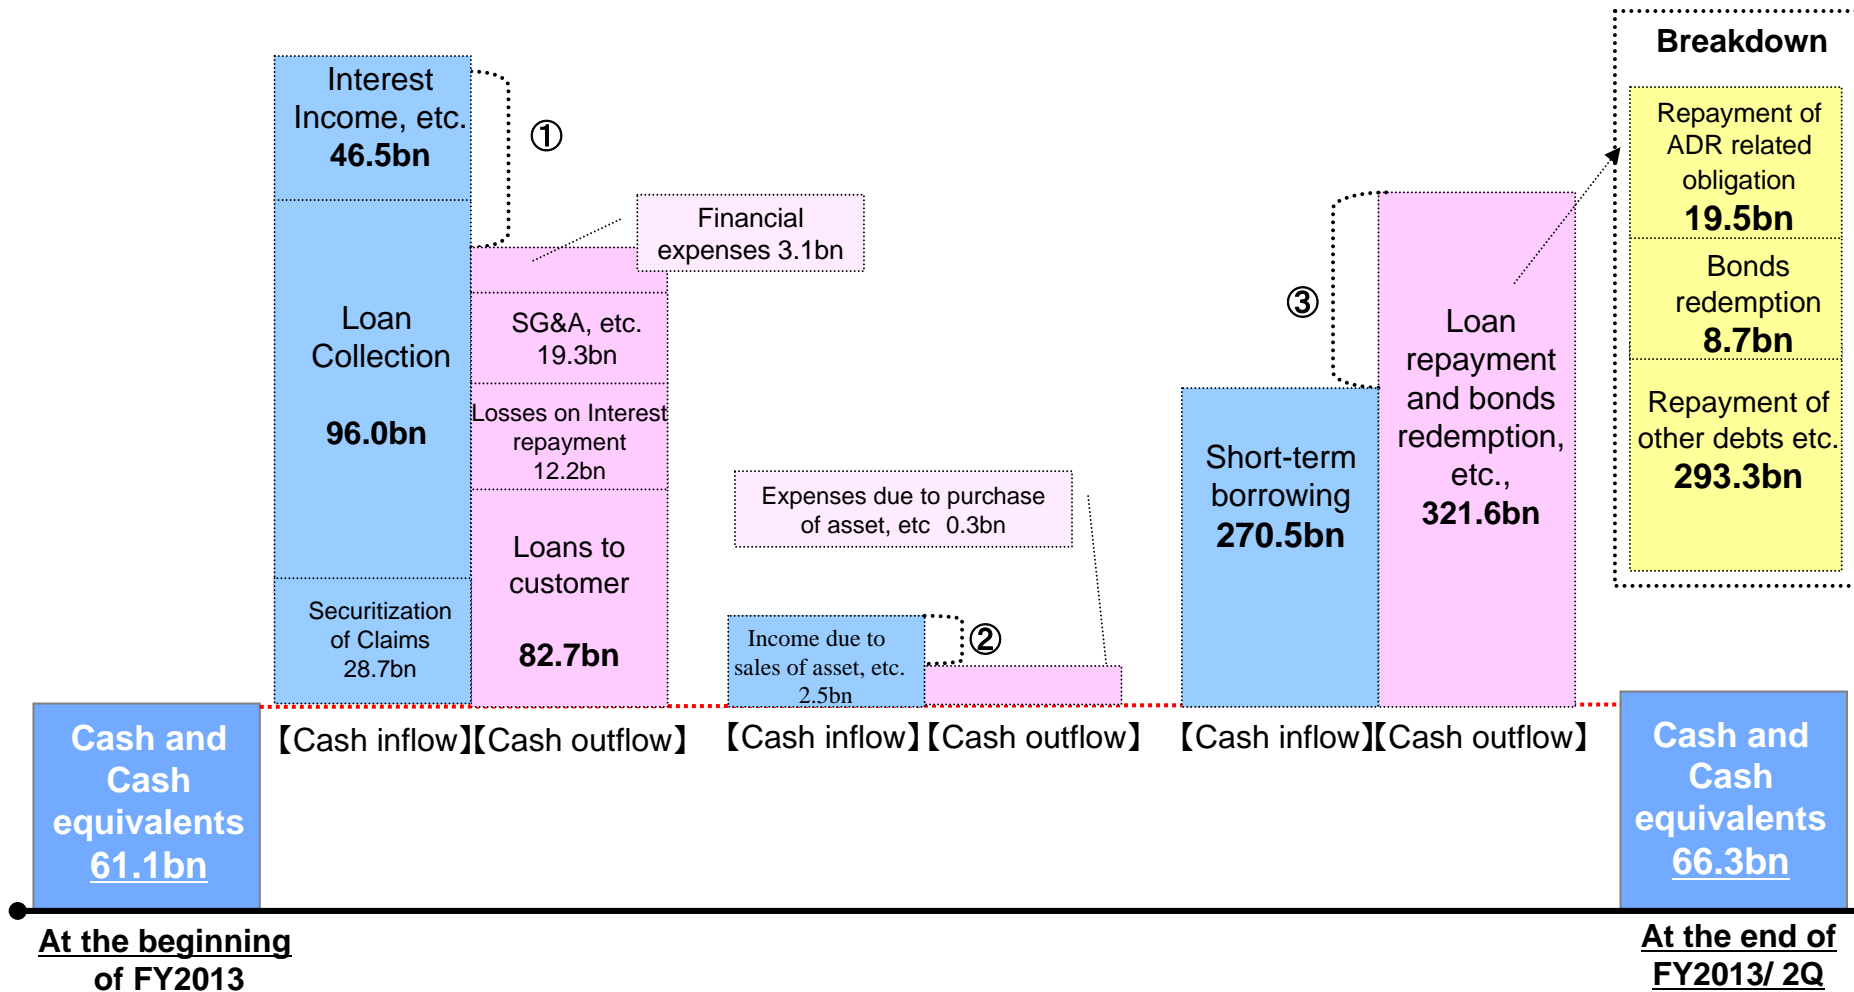 Interest
Income, etc.
46.5bn
Loan
Collection
96.0bn
Securitization
of Claims
28.7bn
①
Financial
expenses 3.1bn
SG&A, etc.
19.3bn
Losses on Interest
repayment
12.2bn
Loans to
customer
82.7bn
Expenses due to purchase
of asset, etc 0.3bn
Income due to
sales of asset, etc.
2.5bn
②
Short-term
borrowing
270.5bn
③
Loan
repayment
and bonds
redemption,
etc.,
321.6bn
Breakdown
Repayment of
ADR related
obligation
19.5bn
Bonds
redemption
8.7bn
Repayment of
other debts etc.
293.3bn
【Cash inflow】【Cash outflow】
【Cash inflow】【Cash outflow】
【Cash inflow】【Cash outflow】
Cash and
Cash
equivalents
61.1bn
Cash and
Cash
equivalents
66.3bn
At the beginning
of FY2013
At the end of
FY2013/ 2Q